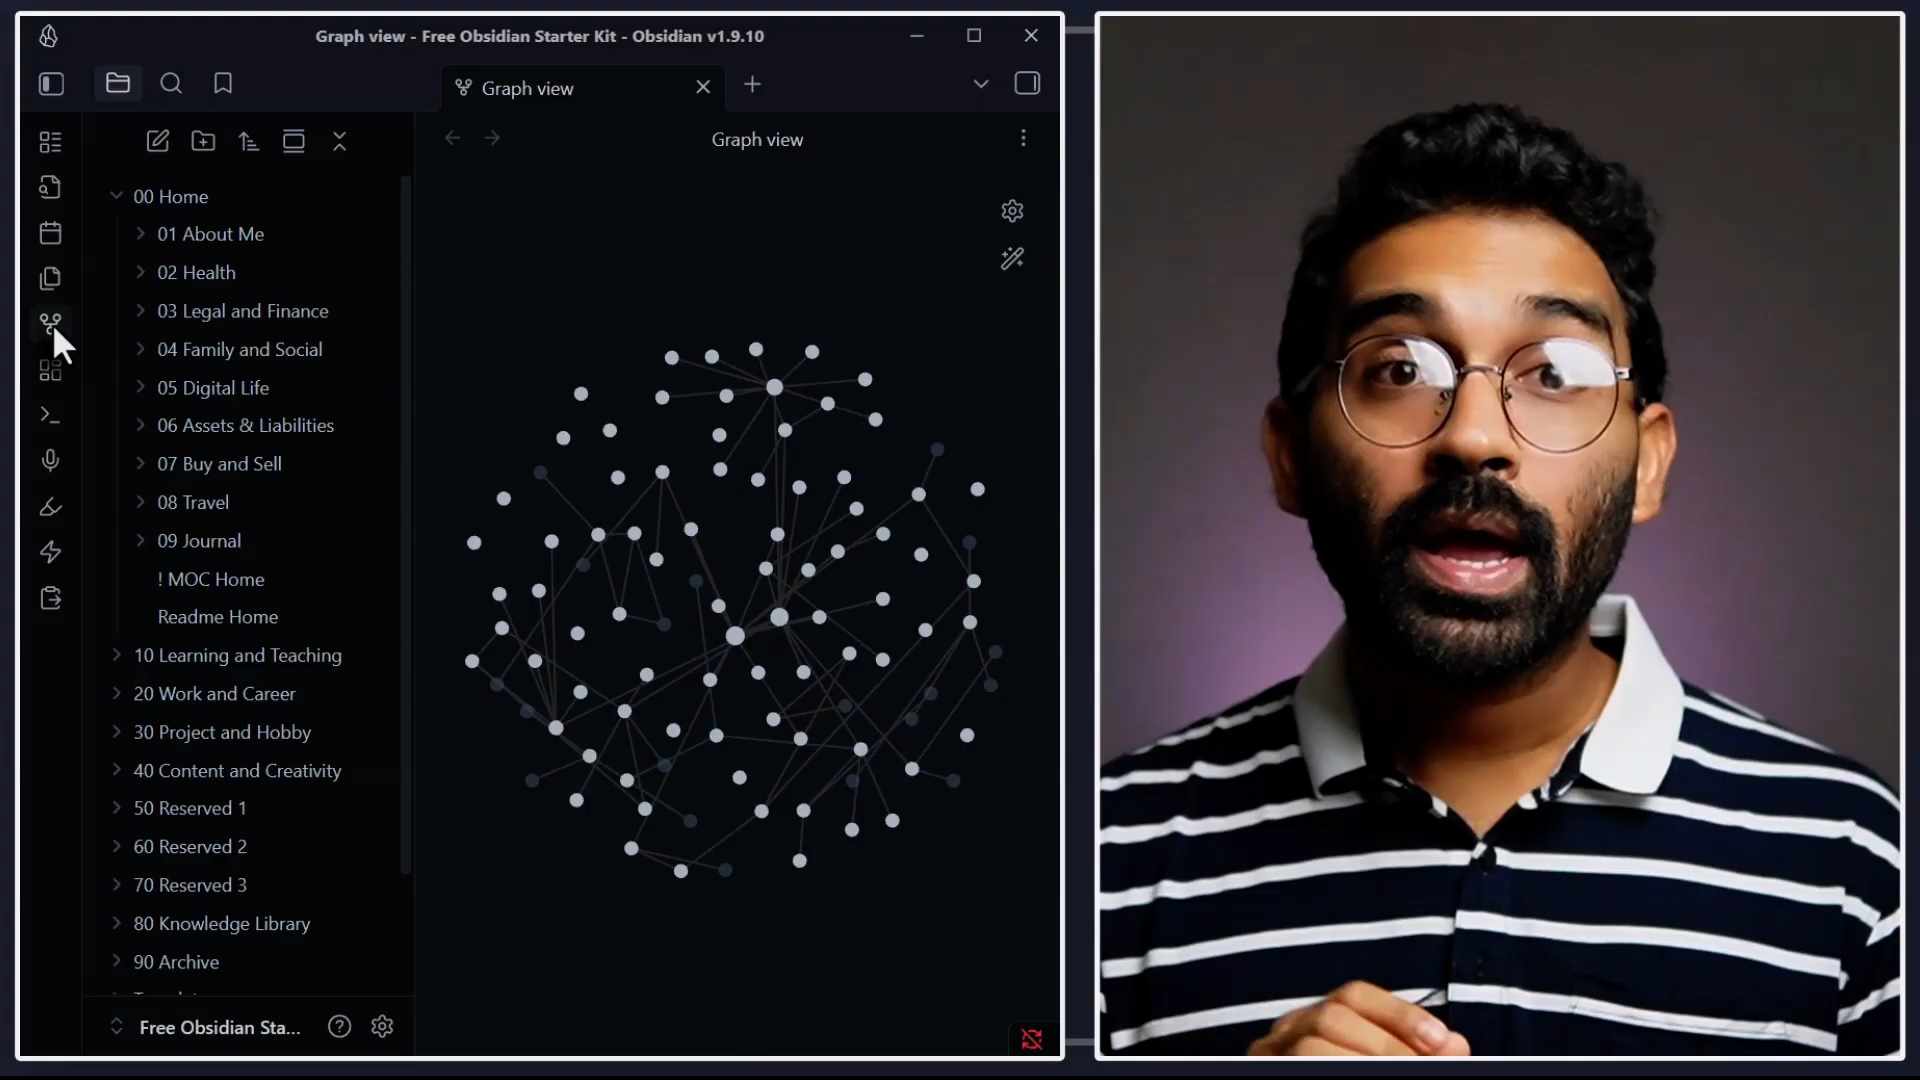 Graph view - Free Obsidian Starter Kit - Obsidian v1.9.10
Graph view
Graph view
00 Home
01 About Me
02 Health
03 Legal and Finance
04 Family and Social
05 Digital Life
06 Assets & Liabilities
07 Buy and Sell
08 Travel
09 Journal
! MOC Home
Readme Home
10 Learning and Teaching
20 Work and Career
30 Project and Hobby
40 Content and Creativity
50 Reserved 1
60 Reserved 2
70 Reserved 3
80 Knowledge Library
90 Archive
Free Obsidian Sta...